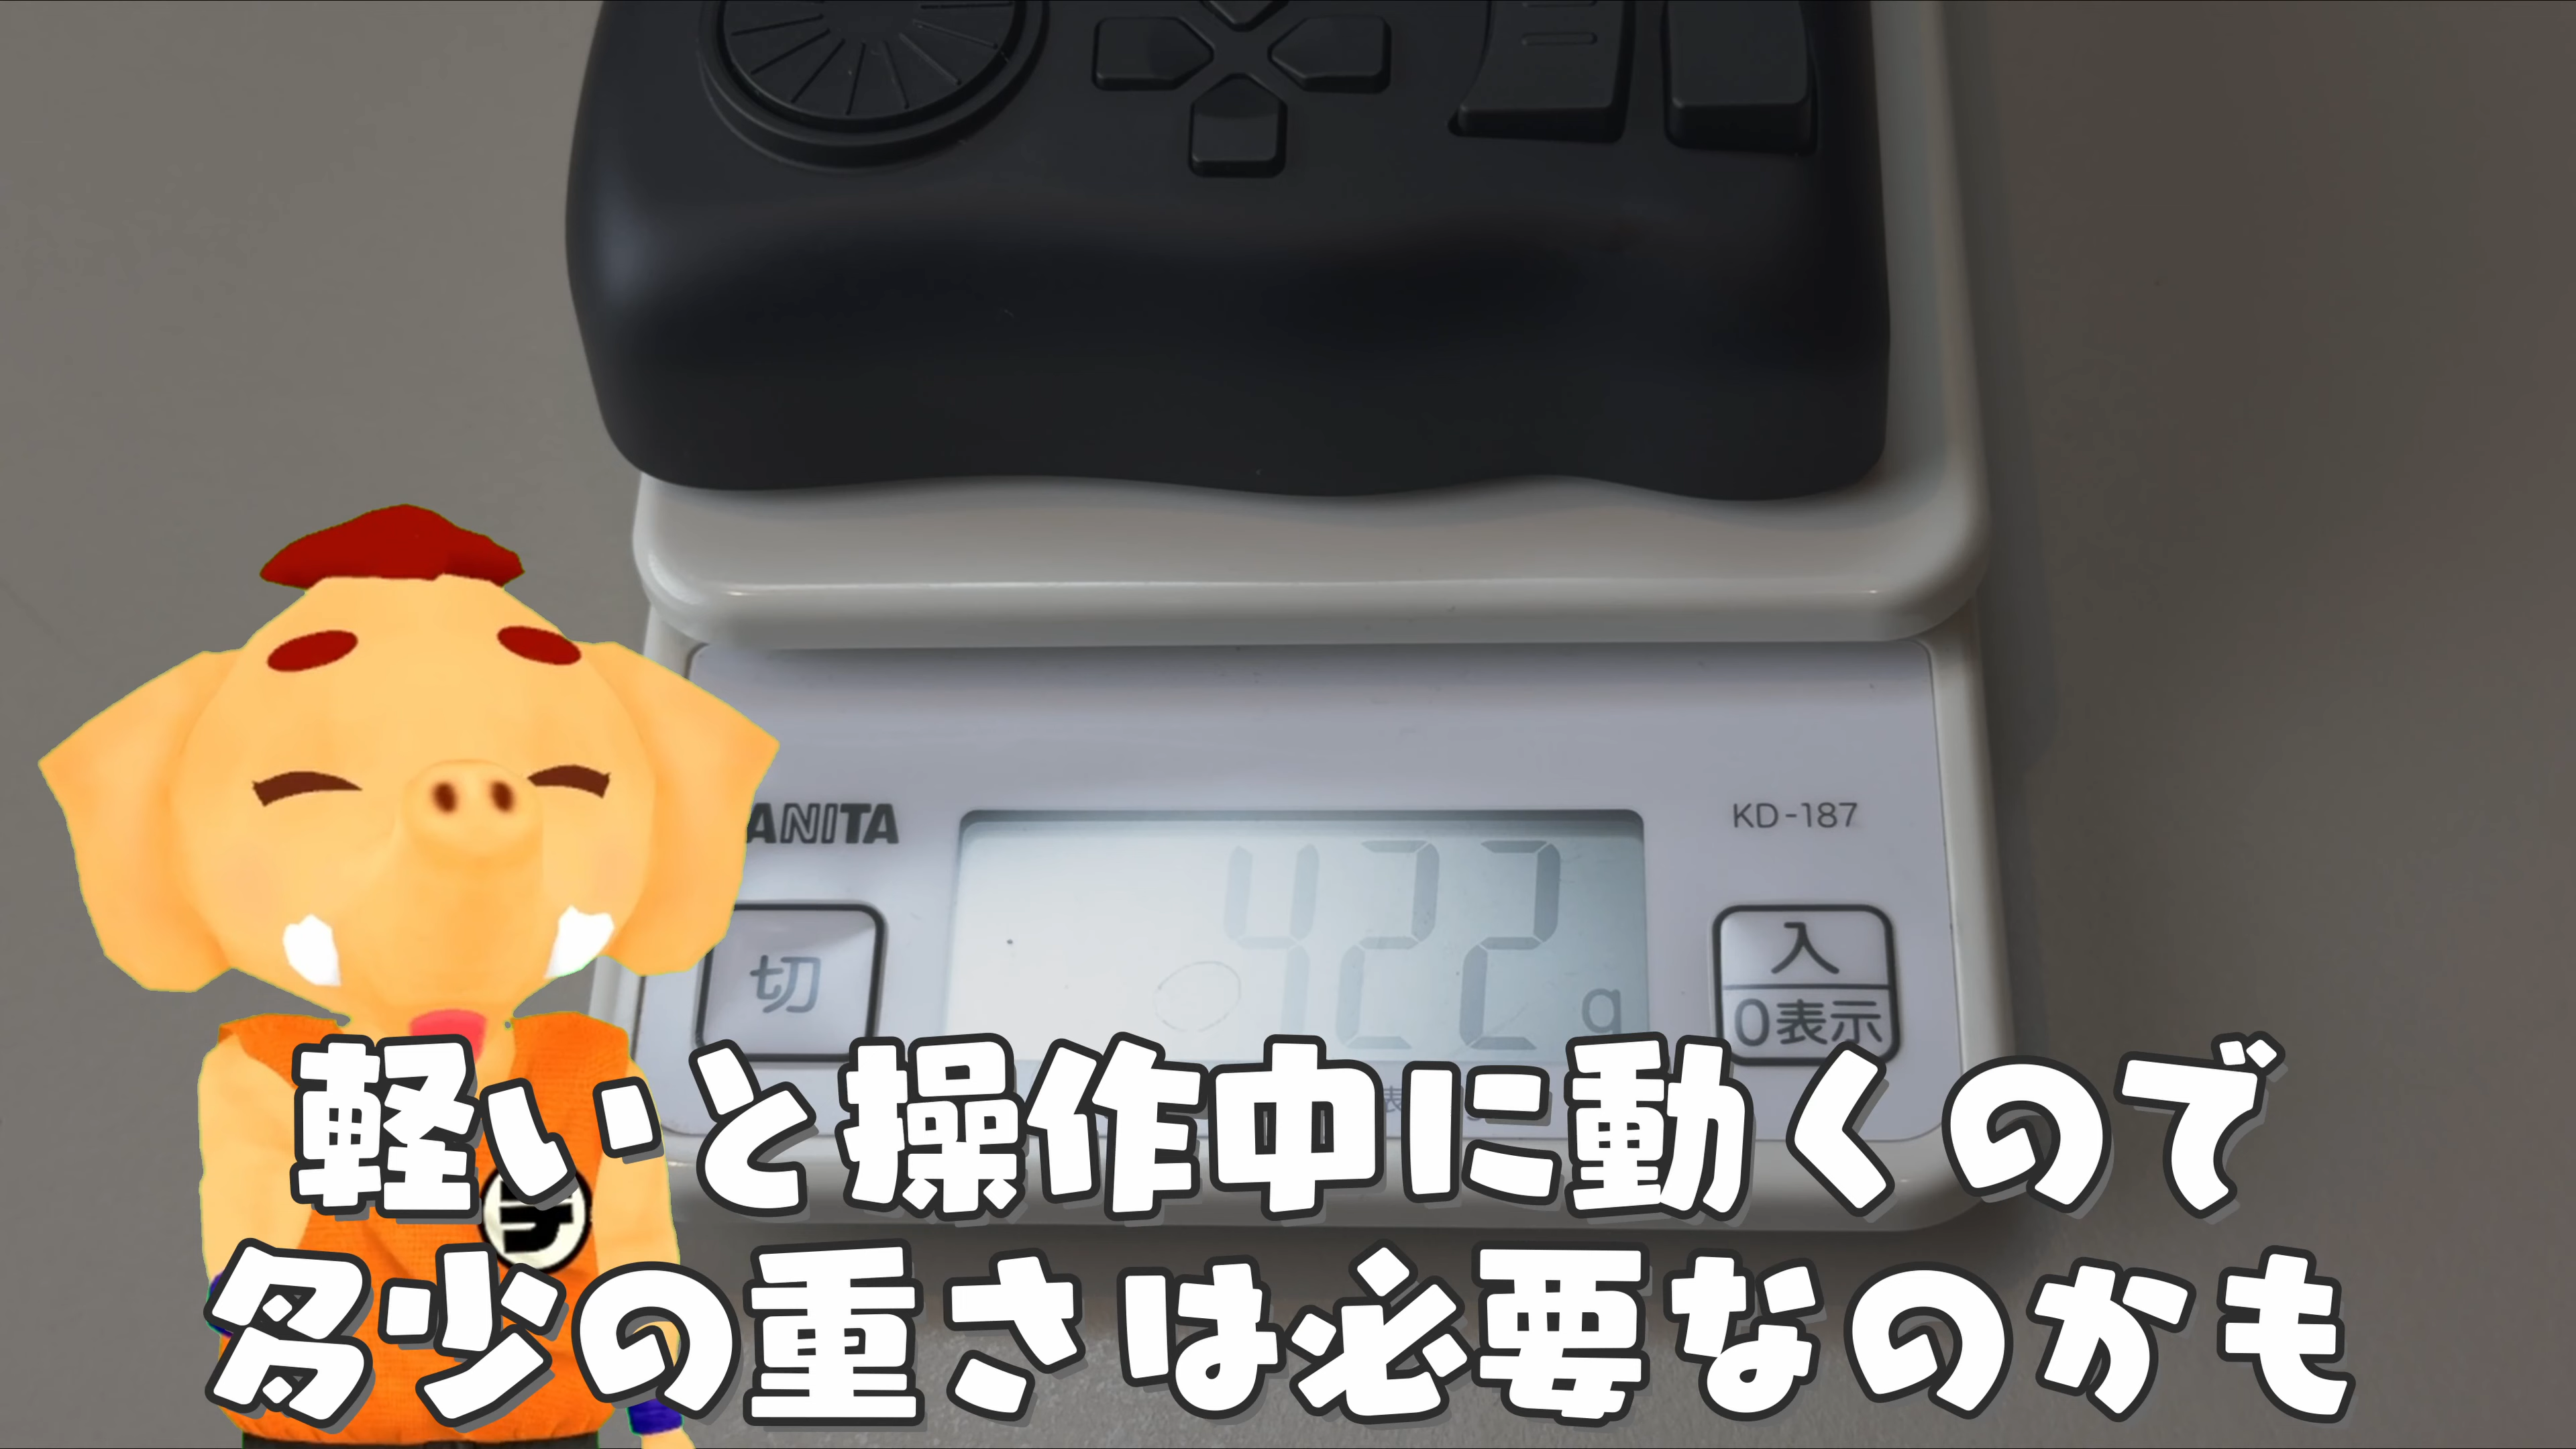 ANITA
KD-187
422 g
切
入
0表示
軽いと操作中に動くので
多少の重さは必要なのかも